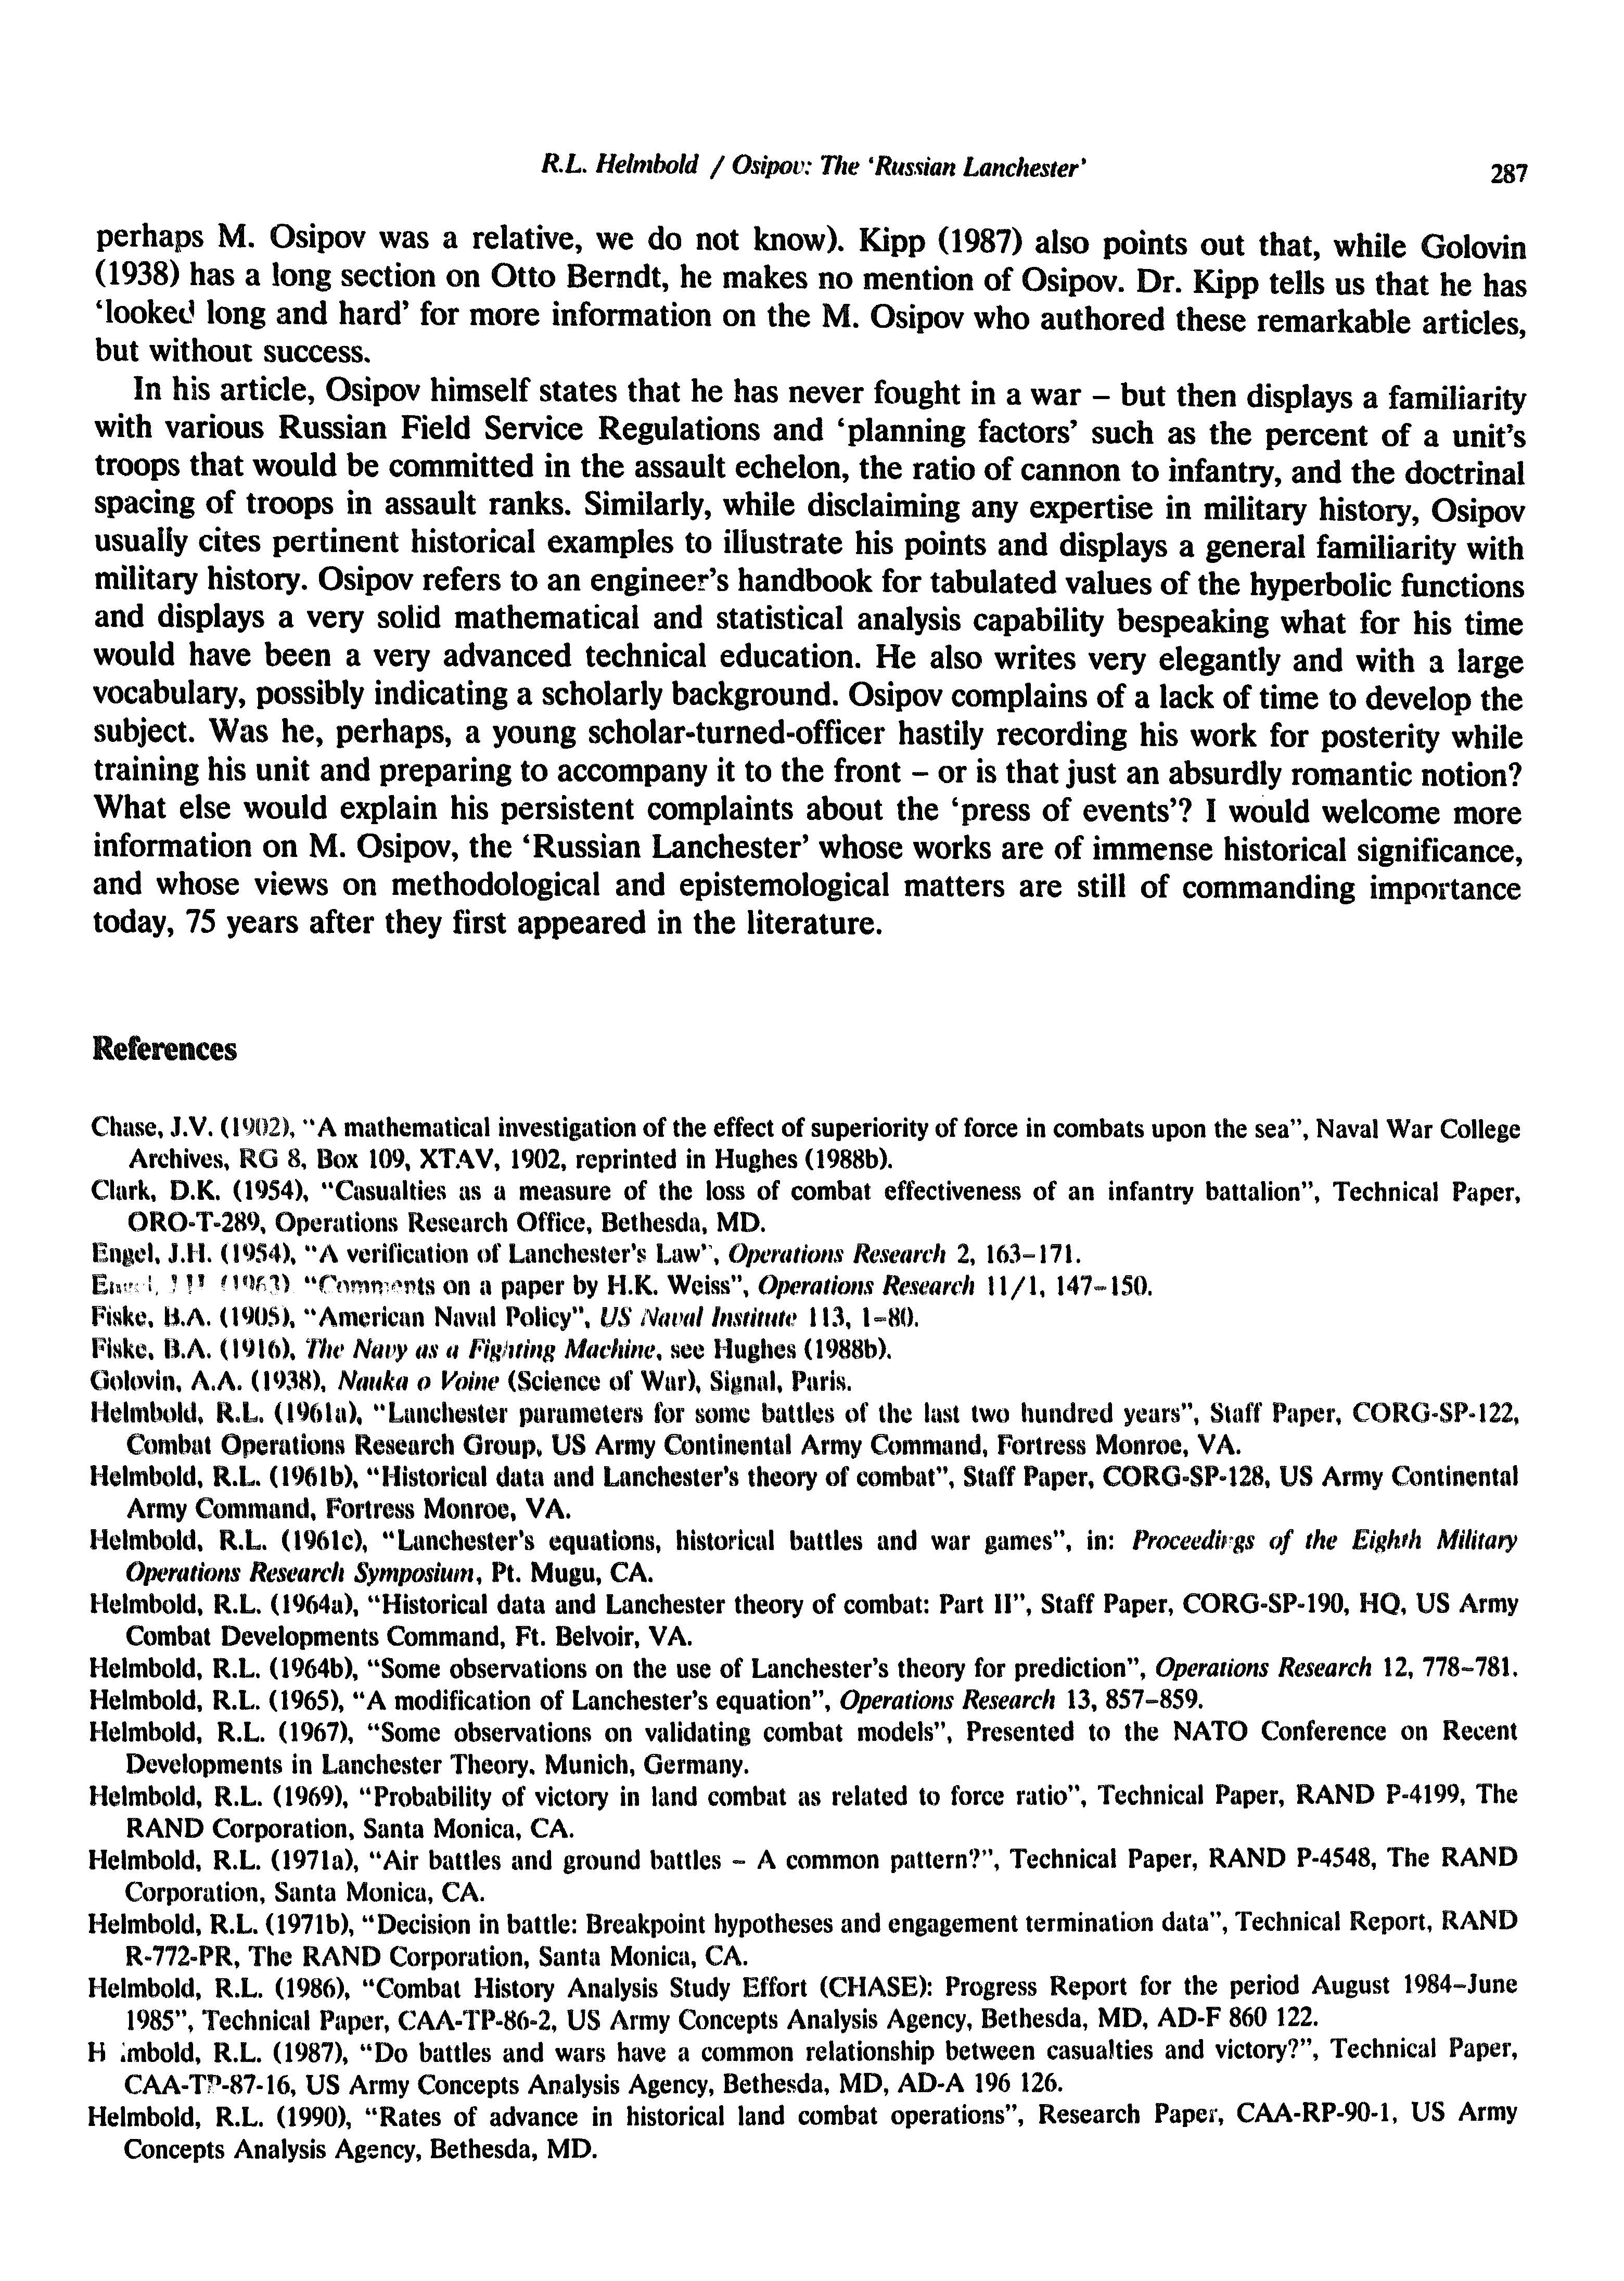 R.L. Helmbold / Osipov: The 'Russian Lanchester'
287
perhaps M. Osipov was a relative, we do not know). Kipp (1987) also points out that, while Golovin
(1938) has a long section on Otto Berndt, he makes no mention of Osipov. Dr. Kipp tells us that he has
'looked long and hard' for more information on the M. Osipov who authored these remarkable articles,
but without success.
In his article, Osipov himself states that he has never fought in a war – but then displays a familiarity
with various Russian Field Service Regulations and 'planning factors' such as the percent of a unit's
troops that would be committed in the assault echelon, the ratio of cannon to infantry, and the doctrinal
spacing of troops in assault ranks. Similarly, while disclaiming any expertise in military history, Osipov
usually cites pertinent historical examples to illustrate his points and displays a general familiarity with
military history. Osipov refers to an engineer's handbook for tabulated values of the hyperbolic functions
and displays a very solid mathematical and statistical analysis capability bespeaking what for his time
would have been a very advanced technical education. He also writes very elegantly and with a large
vocabulary, possibly indicating a scholarly background. Osipov complains of a lack of time to develop the
subject. Was he, perhaps, a young scholar-turned-officer hastily recording his work for posterity while
training his unit and preparing to accompany it to the front – or is that just an absurdly romantic notion?
What else would explain his persistent complaints about the 'press of events'? I would welcome more
information on M. Osipov, the 'Russian Lanchester' whose works are of immense historical significance,
and whose views on methodological and epistemological matters are still of commanding importance
today, 75 years after they first appeared in the literature.
References
Chase, J.V. (1902), "A mathematical investigation of the effect of superiority of force in combats upon the sea", Naval War College
Archives, RG 8, Box 109, XTAV, 1902, reprinted in Hughes (1988b).
Clark, D.K. (1954), "Casualties as a measure of the loss of combat effectiveness of an infantry battalion", Technical Paper,
ORO-T-289, Operations Research Office, Bethesda, MD.
Engel, J.H. (1954), "A verification of Lanchester's Law", Operations Research 2, 163–171.
Engel, J.H. (1963), "Comments on a paper by H.K. Weiss", Operations Research 11/1, 147–150.
Fiske, B.A. (1905), "American Naval Policy", US Naval Institute 113, 1–80.
Fiske, B.A. (1916), The Navy as a Fighting Machine, see Hughes (1988b).
Golovin, A.A. (1938), Nauka o Voine (Science of War), Signal, Paris.
Helmbold, R.L. (1961a), "Lanchester parameters for some battles of the last two hundred years", Staff Paper, CORG-SP-122,
Combat Operations Research Group, US Army Continental Army Command, Fortress Monroe, VA.
Helmbold, R.L. (1961b), "Historical data and Lanchester's theory of combat", Staff Paper, CORG-SP-128, US Army Continental
Army Command, Fortress Monroe, VA.
Helmbold, R.L. (1961c), "Lanchester's equations, historical battles and war games", in: Proceedings of the Eighth Military
Operations Research Symposium, Pt. Mugu, CA.
Helmbold, R.L. (1964a), "Historical data and Lanchester theory of combat: Part II", Staff Paper, CORG-SP-190, HQ, US Army
Combat Developments Command, Ft. Belvoir, VA.
Helmbold, R.L. (1964b), "Some observations on the use of Lanchester's theory for prediction", Operations Research 12, 778–781.
Helmbold, R.L. (1965), "A modification of Lanchester's equation", Operations Research 13, 857–859.
Helmbold, R.L. (1967), "Some observations on validating combat models", Presented to the NATO Conference on Recent
Developments in Lanchester Theory, Munich, Germany.
Helmbold, R.L. (1969), "Probability of victory in land combat as related to force ratio", Technical Paper, RAND P-4199, The
RAND Corporation, Santa Monica, CA.
Helmbold, R.L. (1971a), "Air battles and ground battles – A common pattern?", Technical Paper, RAND P-4548, The RAND
Corporation, Santa Monica, CA.
Helmbold, R.L. (1971b), "Decision in battle: Breakpoint hypotheses and engagement termination data", Technical Report, RAND
R-772-PR, The RAND Corporation, Santa Monica, CA.
Helmbold, R.L. (1986), "Combat History Analysis Study Effort (CHASE): Progress Report for the period August 1984–June
1985", Technical Paper, CAA-TP-86-2, US Army Concepts Analysis Agency, Bethesda, MD, AD-F 860 122.
Helmbold, R.L. (1987), "Do battles and wars have a common relationship between casualties and victory?", Technical Paper,
CAA-TP-87-16, US Army Concepts Analysis Agency, Bethesda, MD, AD-A 196 126.
Helmbold, R.L. (1990), "Rates of advance in historical land combat operations", Research Paper, CAA-RP-90-1, US Army
Concepts Analysis Agency, Bethesda, MD.